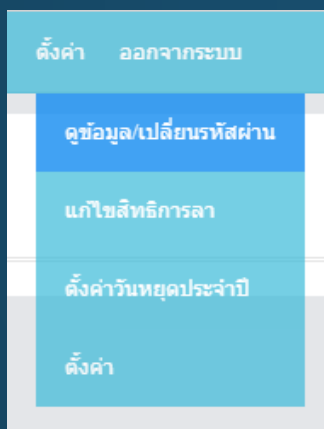 ตั้งค่า ออกจากระบบ
ดูข้อมูล/เปลี่ยนรหัสผ่าน
แก้ไขสิทธิการลา
ตั้งค่าวันหยุดประจำปี
ตั้งค่า